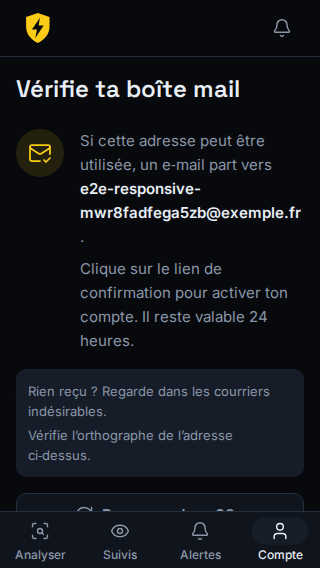 Vérifie ta boîte mail
Si cette adresse peut être
utilisée, un e-mail part vers
e2e-responsive-
mwr8fadfega5zb@exemple.fr
.
Clique sur le lien de
confirmation pour activer ton
compte. Il reste valable 24
heures.
Rien reçu ? Regarde dans les courriers
indésirables.
Vérifie l’orthographe de l’adresse
ci-dessus.
Analyser
Suivis
Alertes
Compte